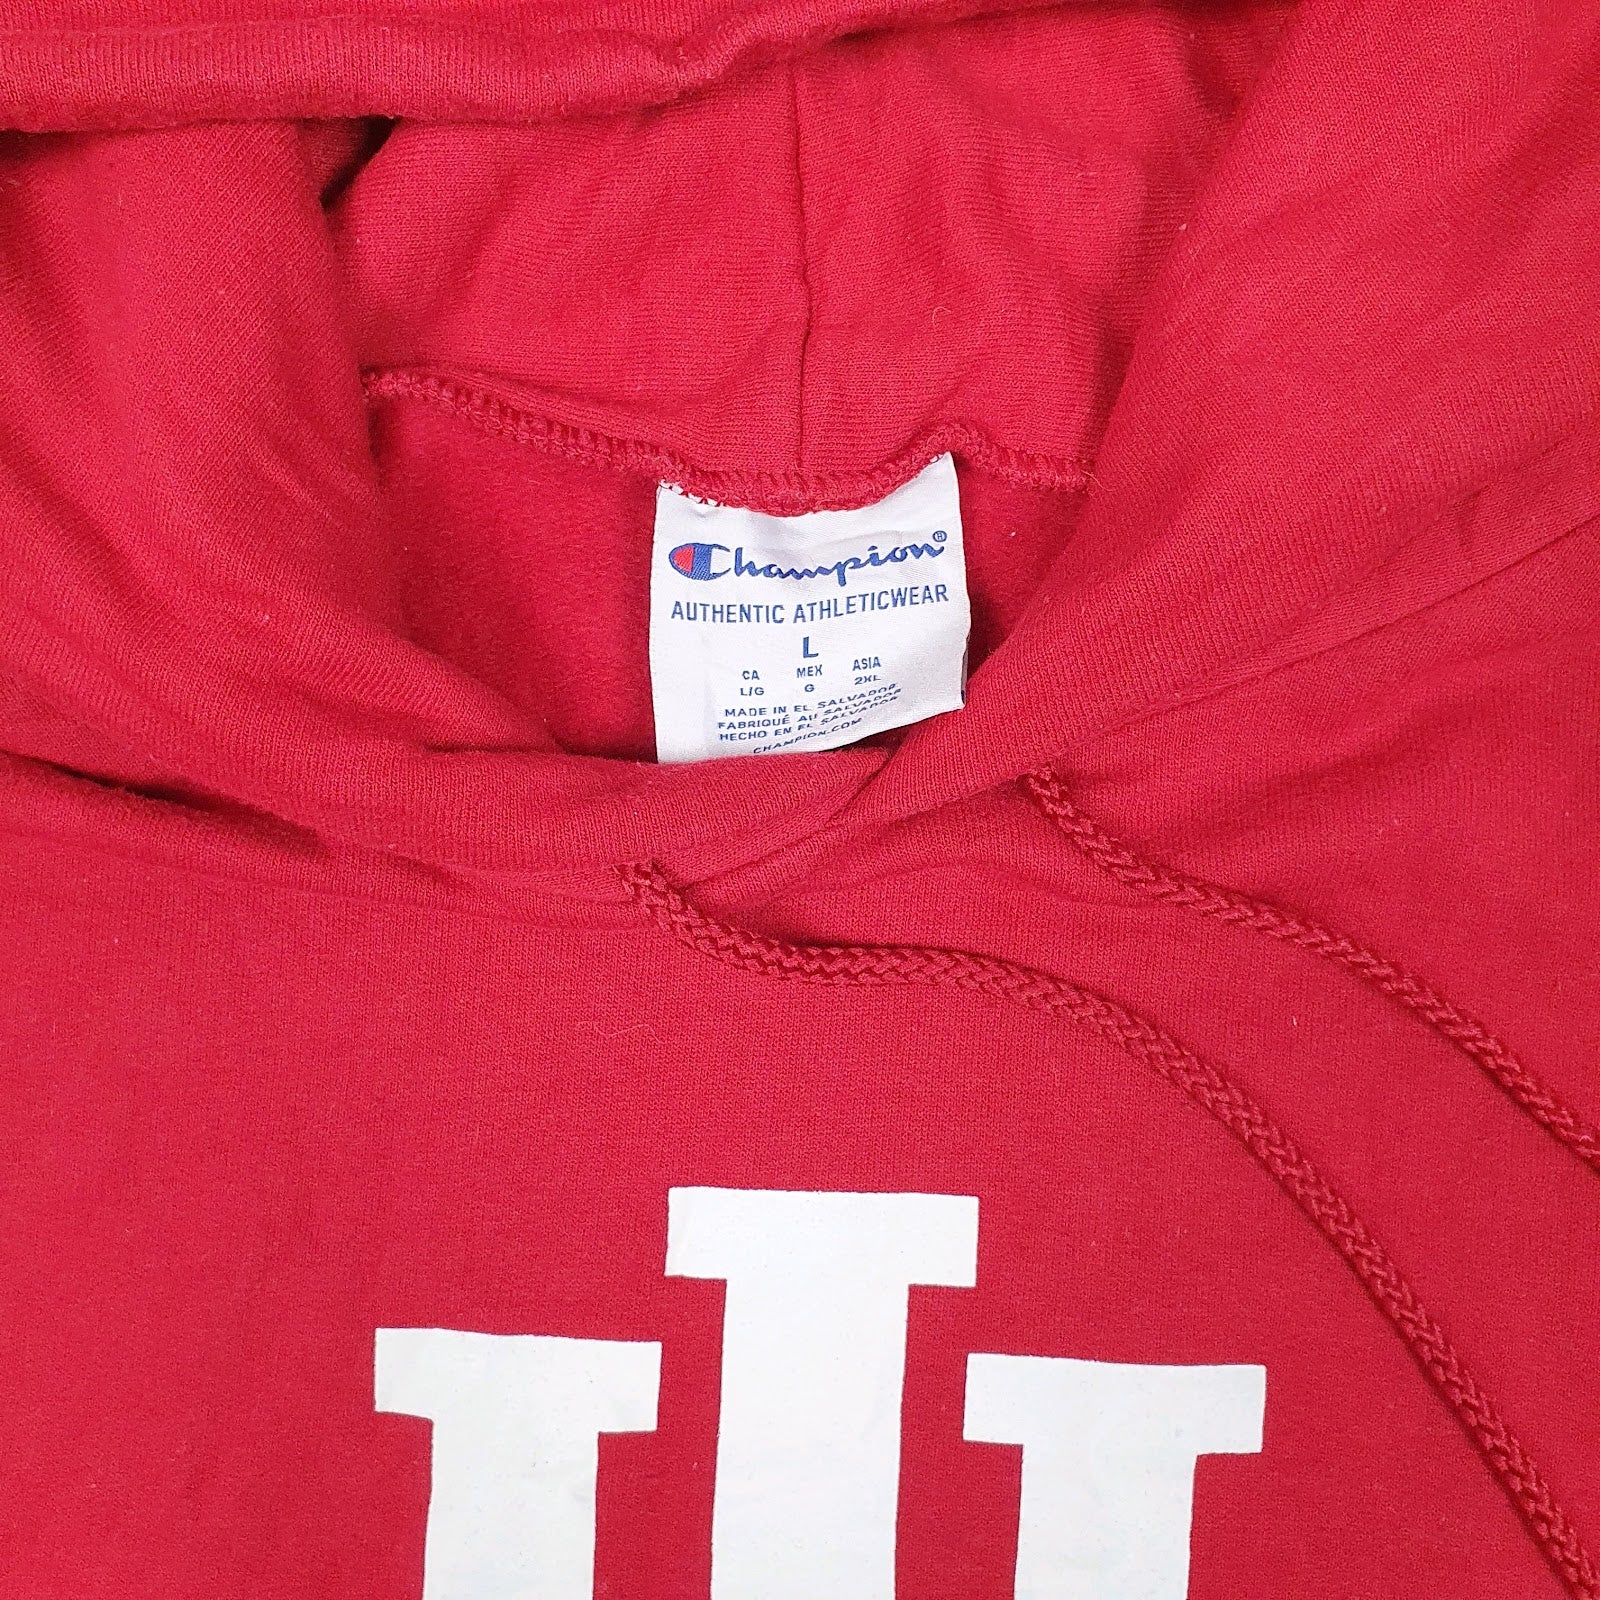 Champion®
AUTHENTIC ATHLETICWEAR
L
CA MEX ASIA
L/G G 2XL
MADE IN EL SALVADOR
FABRIQUÉ AU SALVADOR
HECHO EN EL SALVADOR
CHAMPION.COM
IU